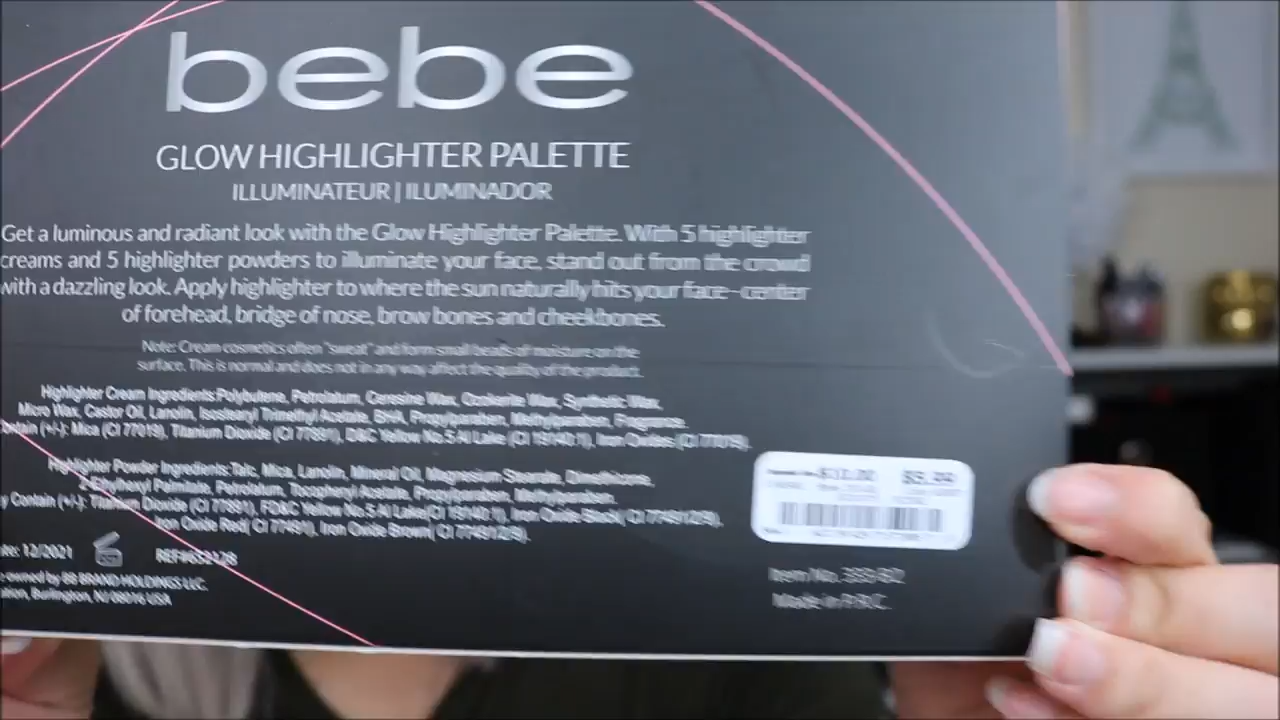 bebe
GLOW HIGHLIGHTER PALETTE
ILLUMINATEUR | ILUMINADOR
Get a luminous and radiant look with the Glow Highlighter Palette. With 5 highlighter
creams and 5 highlighter powders to illuminate your face, stand out from the crowd
with a dazzling look. Apply highlighter to where the sun naturally hits your face--center
of forehead, bridge of nose, brow bones and cheekbones.
Note: Cream cosmetics often "sweat" and form small beads of moisture on the
surface. This is normal and does not in any way affect the quality of the product.
Highlighter Cream Ingredients: Polybutene, Petrolatum, Ceresine Wax, Ozokerite Wax, Synthetic Wax,
Micro Wax, Castor Oil, Lanolin, Isostearyl Trimethyl Acetate, BHA, Propylparaben, Methylparaben, Fragrance.
Contain (+/-): Mica (CI 77019), Titanium Dioxide (CI 77891), D&C Yellow No.5 Al Lake (CI 19140:1), Iron Oxides
Highlighter Powder Ingredients: Talc, Mica, Lanolin, Mineral Oil, Magnesium Stearate, Dimethicone,
2-Ethylhexyl Palmitate, Petrolatum, Tocopheryl Acetate, Propylparaben, Methylparaben.
y Contain (+/-): Titanium Dioxide (CI 77891), FD&C Yellow No.5 Al Lake(CI 19140:1), Iron Oxide Black(
Iron Oxide Red( CI 77491), Iron Oxide Brown(
12/2021
owned by BB BRAND HOLDINGS LLC.
Burlington, NJ 08016 USA
$5.99
Item No.
Made in P.R.C.